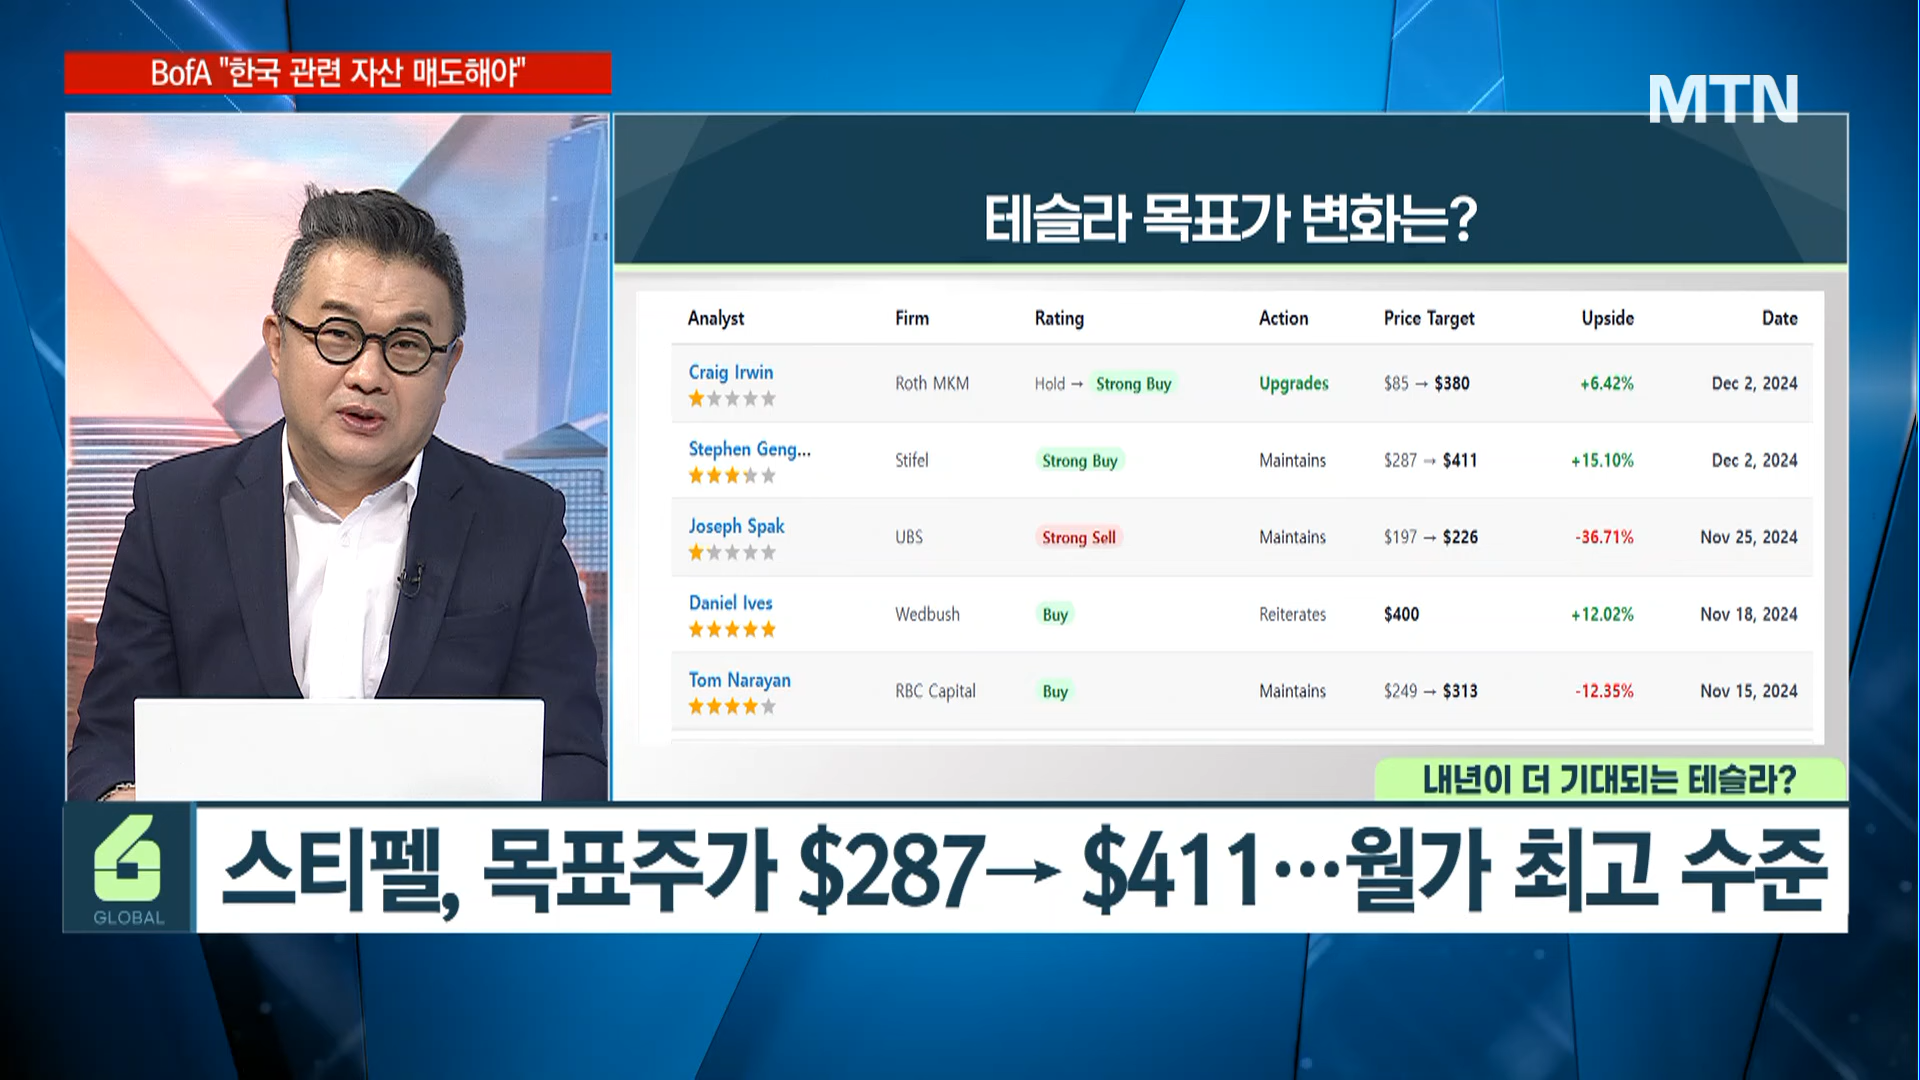 BofA "한국 관련 자산 매도해야"
MTN
테슬라 목표가 변화는?
Analyst Firm Rating Action Price Target Upside Date
Craig Irwin Roth MKM Hold → Strong Buy Upgrades $85 → $380 +6.42% Dec 2, 2024
Stephen Geng... Stifel Strong Buy Maintains $287 → $411 +15.10% Dec 2, 2024
Joseph Spak UBS Strong Sell Maintains $197 → $226 -36.71% Nov 25, 2024
Daniel Ives Wedbush Buy Reiterates $400 +12.02% Nov 18, 2024
Tom Narayan RBC Capital Buy Maintains $249 → $313 -12.35% Nov 15, 2024
내년이 더 기대되는 테슬라?
6 GLOBAL
스티펠, 목표주가 $287→ $411…월가 최고 수준